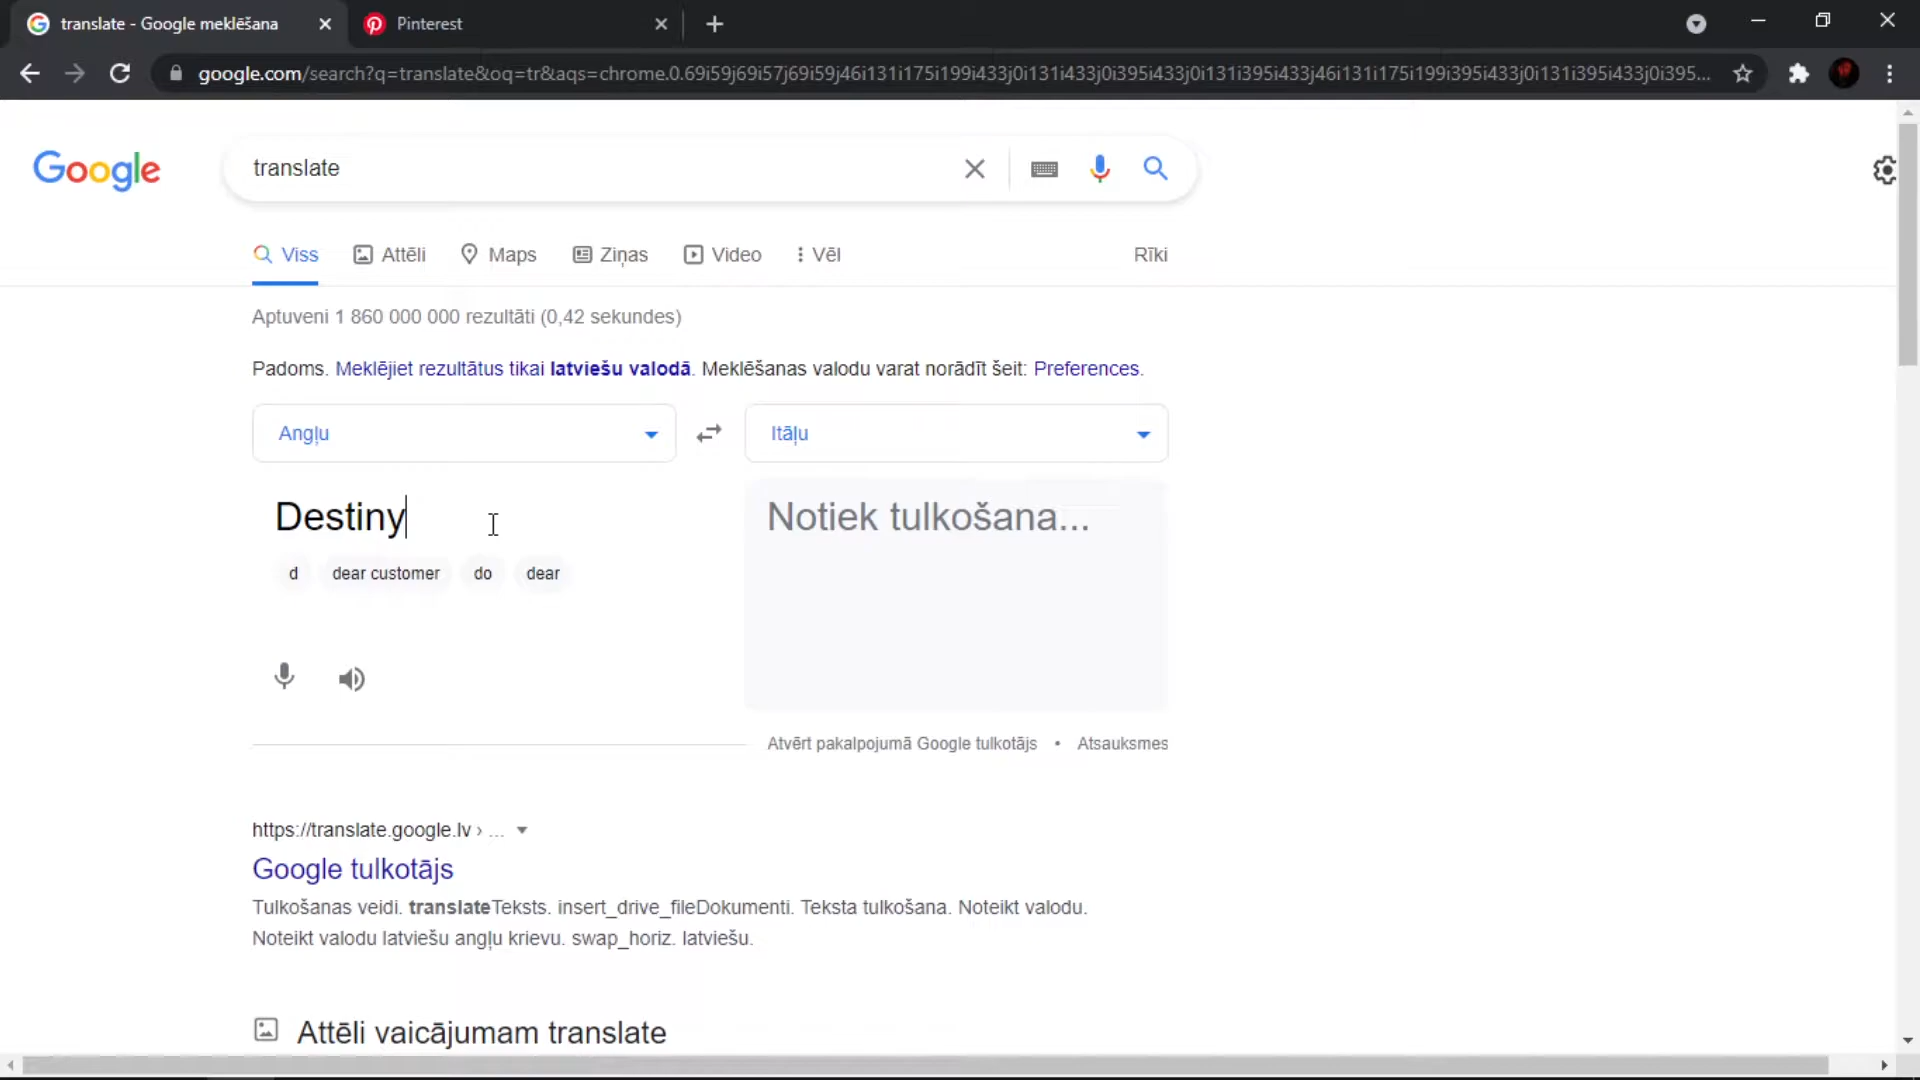 translate - Google meklēšana
Pinterest
google.com/search?q=translate&oq=tr&aqs=chrome.0.69i59j69i57j69i59j46i131i175i199i433j0i131i433j0i395i433j0i131i395i433j46i131i175i199i395i433j0i131i395i433j0i395...
Google
translate
Viss
Attēli
Maps
Ziņas
Video
Vēl
Rīki
Aptuveni 1 860 000 000 rezultāti (0,42 sekundes)
Padoms. Meklējiet rezultātus tikai latviešu valodā. Meklēšanas valodu varat norādīt šeit: Preferences.
Angļu
Itāļu
Destiny
Notiek tulkošana...
d
dear customer
do
dear
Atvērt pakalpojumā Google tulkotājs • Atsauksmes
https://translate.google.lv › ...
Google tulkotājs
Tulkošanas veidi. translateTeksts. insert_drive_fileDokumenti. Teksta tulkošana. Noteikt valodu.
Noteikt valodu latviešu angļu krievu. swap_horiz. latviešu.
Attēli vaicājumam translate